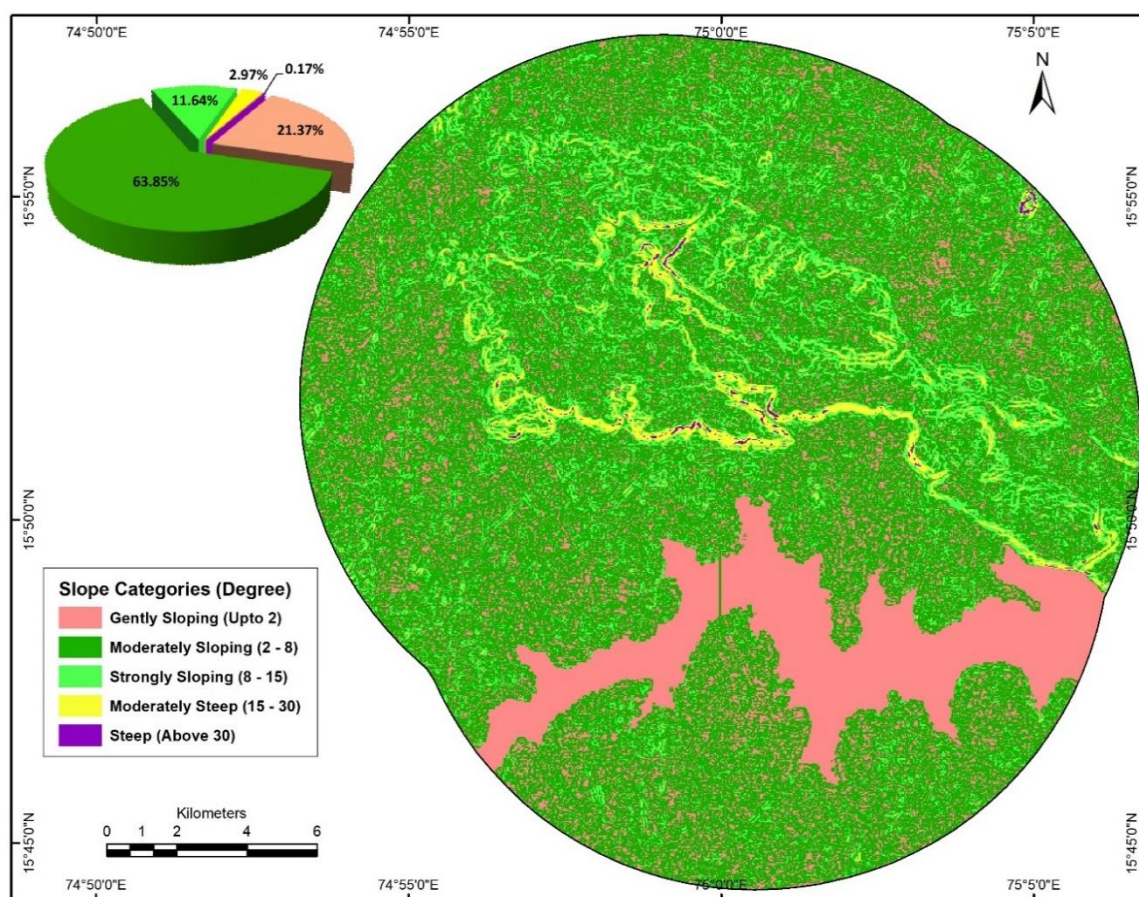 74°50'0"E 74°55'0"E 75°0'0"E 75°5'0"E
N
2.97% 0.17%
11.64%
21.37%
63.85%
15°55'0"N 15°55'0"N
15°50'0"N 15°50'0"N
Slope Categories (Degree)
Gently Sloping (Upto 2)
Moderately Sloping (2 - 8)
Strongly Sloping (8 - 15)
Moderately Steep (15 - 30)
Steep (Above 30)
Kilometers
0 1 2 4 6
15°45'0"N 15°45'0"N
74°50'0"E 74°55'0"E 75°0'0"E 75°5'0"E